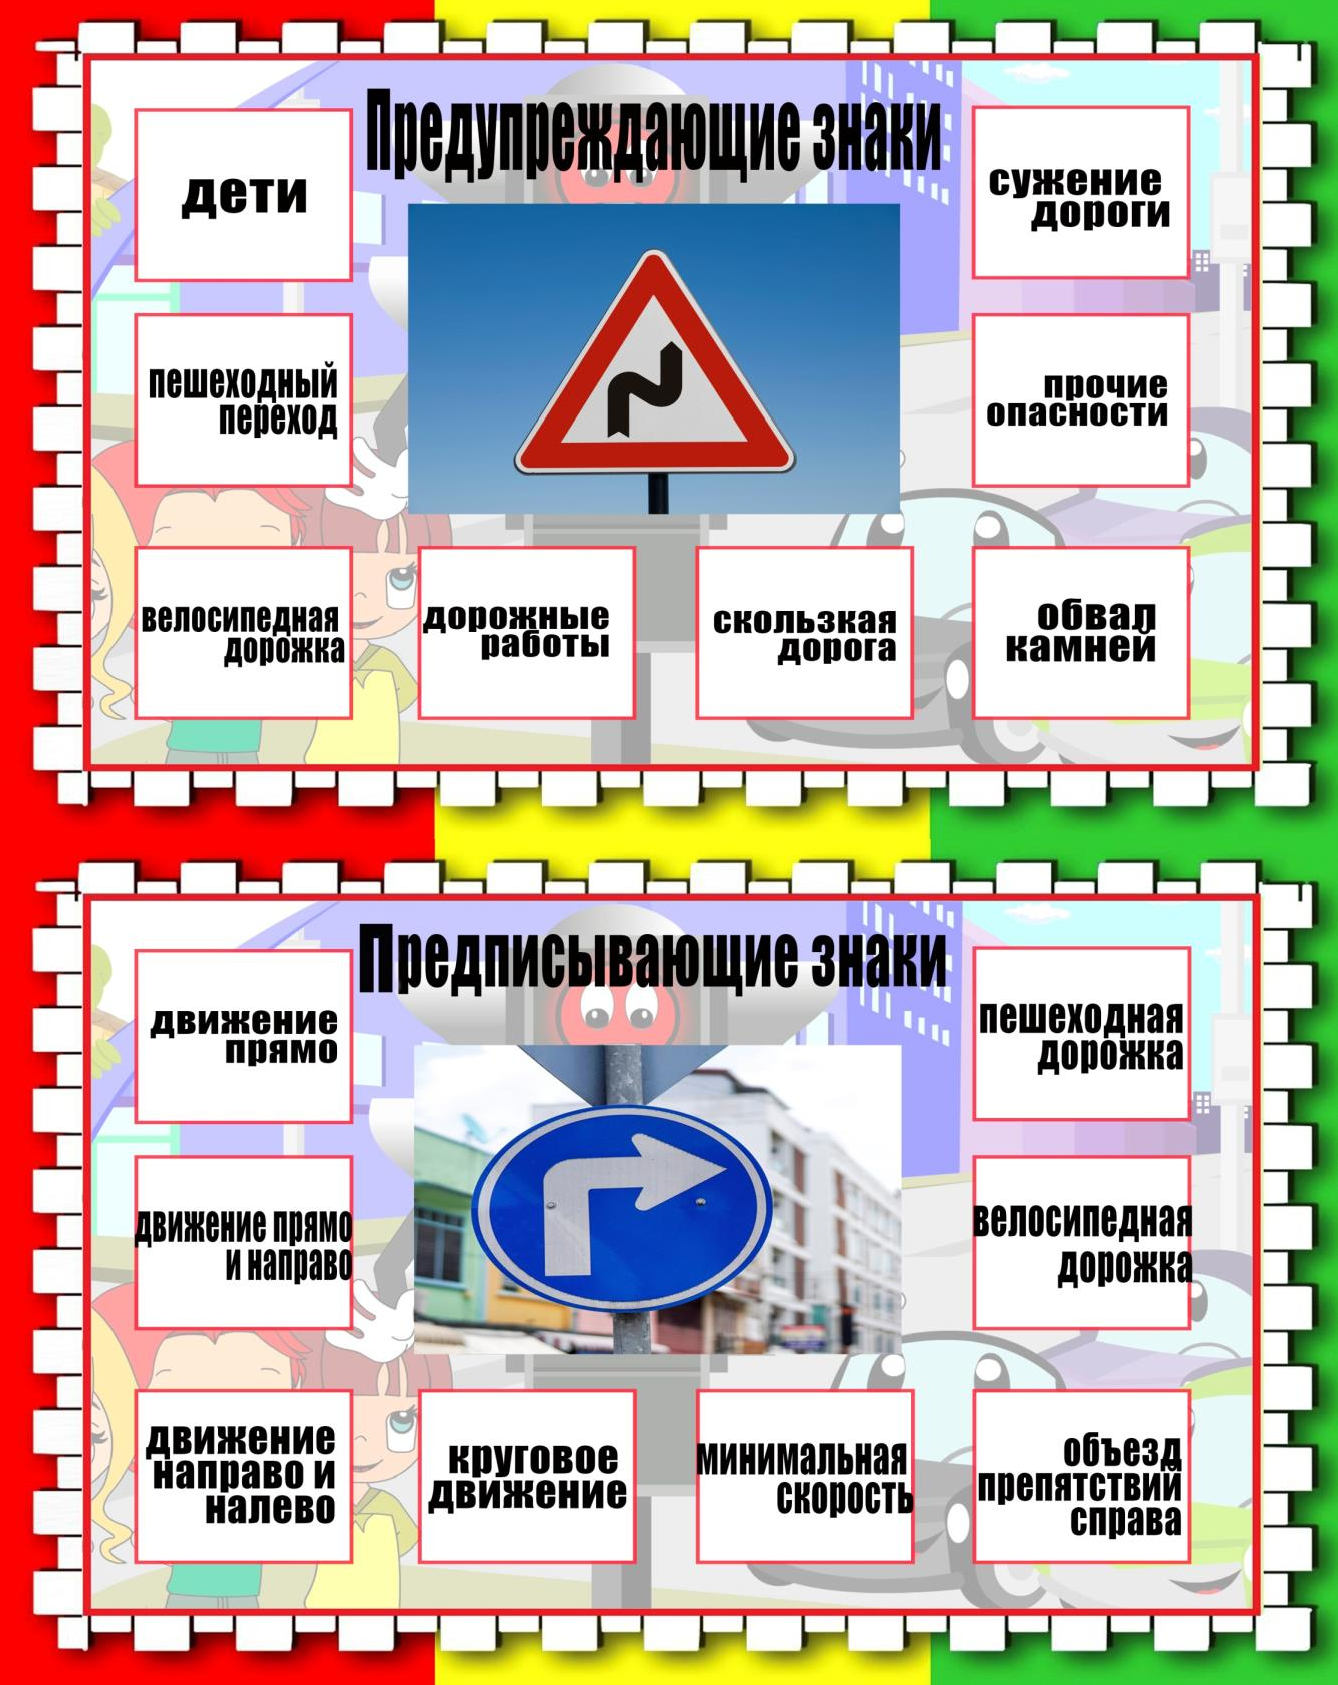 Предупреждающие знаки
дети
сужение
дороги
пешеходный
переход
прочие
опасности
велосипедная
дорожка
дорожные
работы
скользкая
дорога
обвал
камней
Предписывающие знаки
движение
прямо
пешеходная
дорожка
движение прямо
и направо
велосипедная
дорожка
движение
направо и
налево
круговое
движение
минимальная
скорость
объезд
препятствий
справа